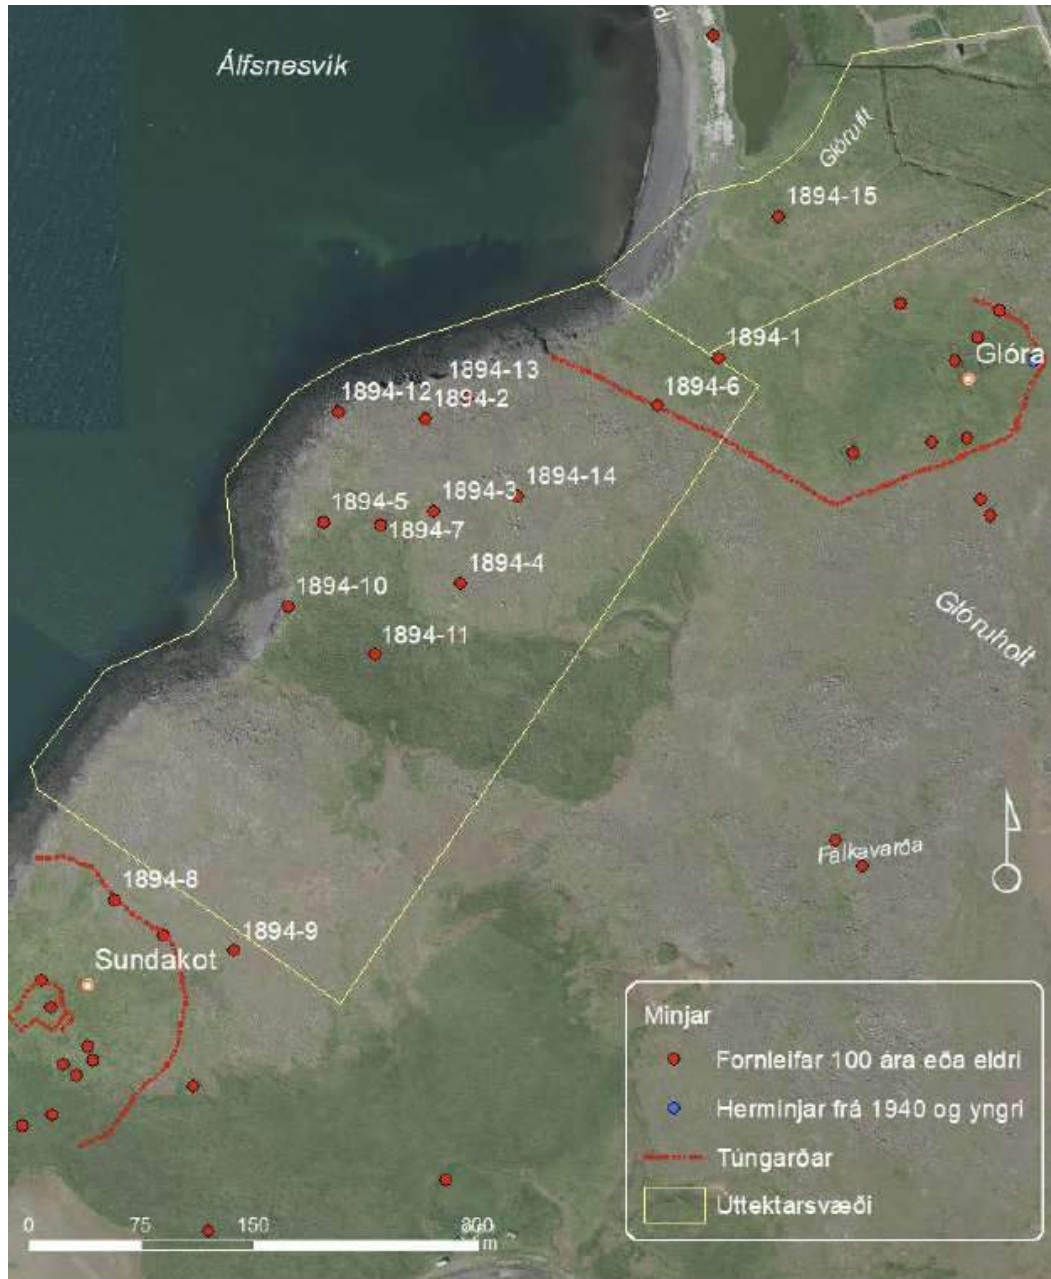 Álfsnesvík
Glóruft
1894-15
1894-1
Glóra
1894-6
1894-13
1894-12
1894-2
1894-14
1894-3
1894-5
1894-7
1894-4
1894-10
1894-11
Glóruholt
Fálkavarða
1894-8
1894-9
Sundakot
Minjar
Fornleifar 100 ára eða eldri
Herminjar frá 1940 og yngri
Túngarðar
Úttektarsvæði
0 75 150 300
m